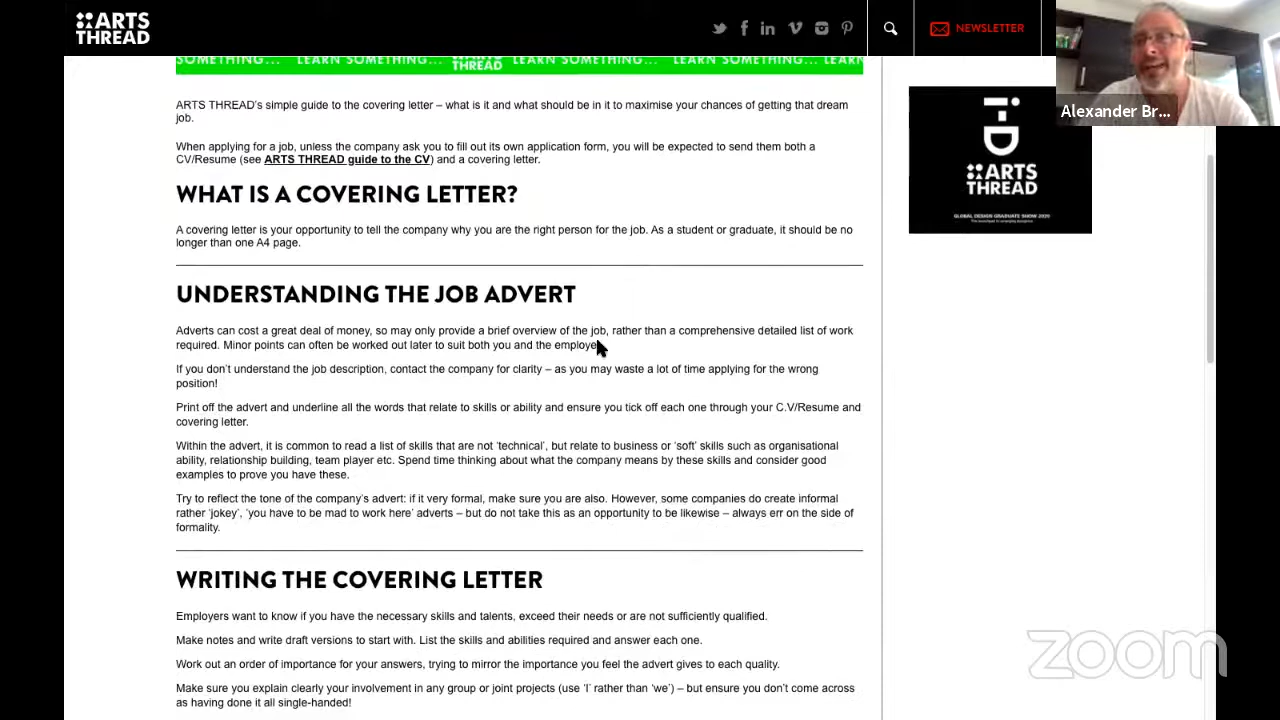 ARTS
THREAD
NEWSLETTER
Alexander Br...
SOMETHING... LEARN SOMETHING... THREAD LEARN SOMETHING... LEARN SOMETHING... LEARN
ARTS THREAD's simple guide to the covering letter – what is it and what should be in it to maximise your chances of getting that dream
job.
When applying for a job, unless the company ask you to fill out its own application form, you will be expected to send them both a
CV/Resume (see ARTS THREAD guide to the CV) and a covering letter.
WHAT IS A COVERING LETTER?
A covering letter is your opportunity to tell the company why you are the right person for the job. As a student or graduate, it should be no
longer than one A4 page.
UNDERSTANDING THE JOB ADVERT
Adverts can cost a great deal of money, so may only provide a brief overview of the job, rather than a comprehensive detailed list of work
required. Minor points can often be worked out later to suit both you and the employe
If you don't understand the job description, contact the company for clarity – as you may waste a lot of time applying for the wrong
position!
Print off the advert and underline all the words that relate to skills or ability and ensure you tick off each one through your C.V/Resume and
covering letter.
Within the advert, it is common to read a list of skills that are not 'technical', but relate to business or 'soft' skills such as organisational
ability, relationship building, team player etc. Spend time thinking about what the company means by these skills and consider good
examples to prove you have these.
Try to reflect the tone of the company's advert: if it very formal, make sure you are also. However, some companies do create informal
rather 'jokey', 'you have to be mad to work here' adverts – but do not take this as an opportunity to be likewise – always err on the side of
formality.
WRITING THE COVERING LETTER
Employers want to know if you have the necessary skills and talents, exceed their needs or are not sufficiently qualified.
Make notes and write draft versions to start with. List the skills and abilities required and answer each one.
Work out an order of importance for your answers, trying to mirror the importance you feel the advert gives to each quality.
Make sure you explain clearly your involvement in any group or joint projects (use 'I' rather than 'we') – but ensure you don't come across
as having done it all single-handed!
i-D
ARTS
THREAD
GLOBAL DESIGN GRADUATE SHOW 2020
zoom